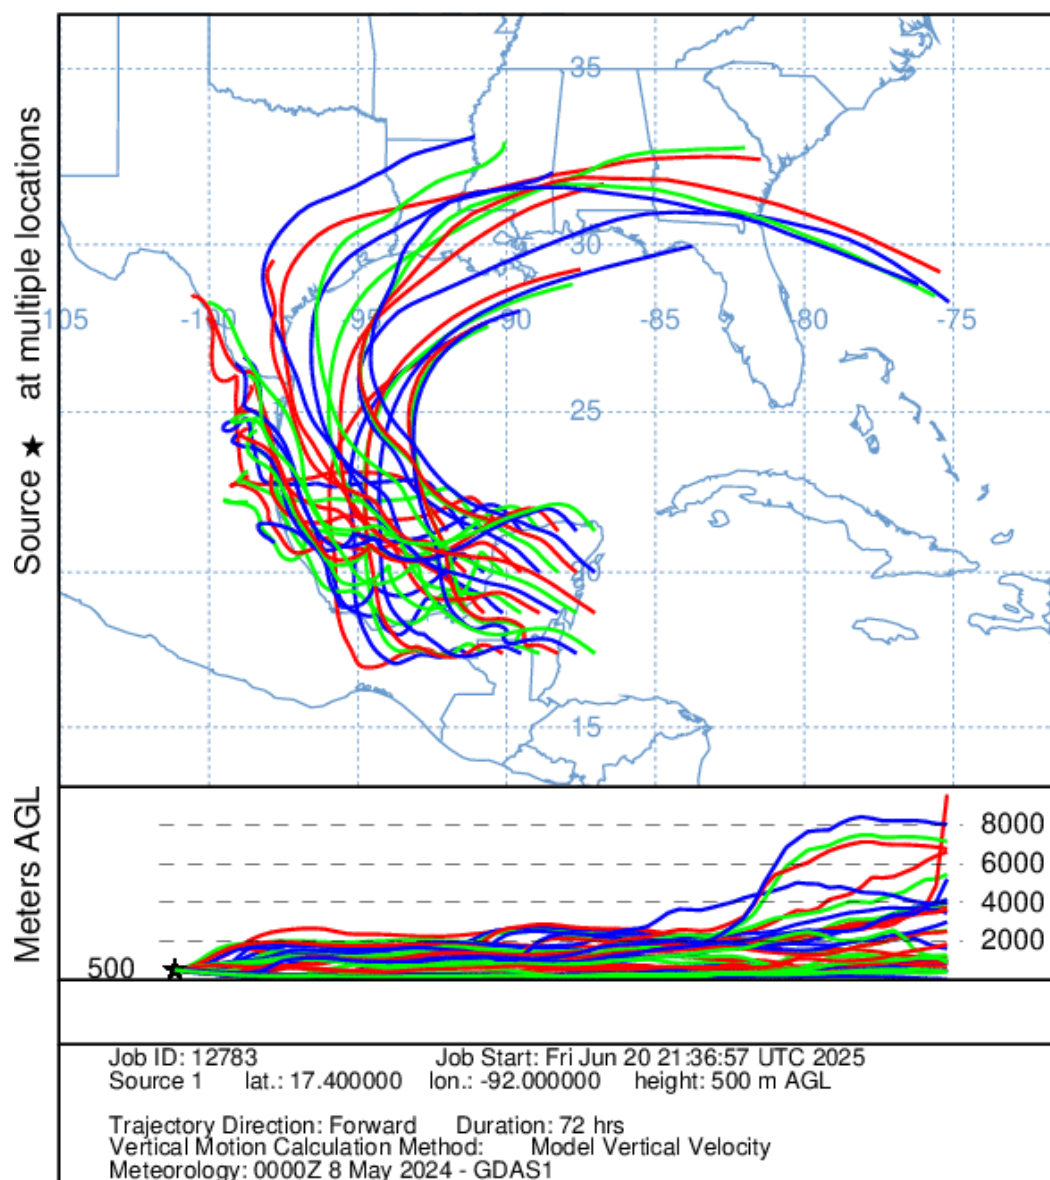 Source ★ at multiple locations
35
30
-105 -100 -95 -90 -85 -80 -75
25
20
15
Meters AGL
8000
6000
4000
2000
500
Job ID: 12783 Job Start: Fri Jun 20 21:36:57 UTC 2025
Source 1 lat.: 17.400000 lon.: -92.000000 height: 500 m AGL
Trajectory Direction: Forward Duration: 72 hrs
Vertical Motion Calculation Method: Model Vertical Velocity
Meteorology: 0000Z 8 May 2024 - GDAS1